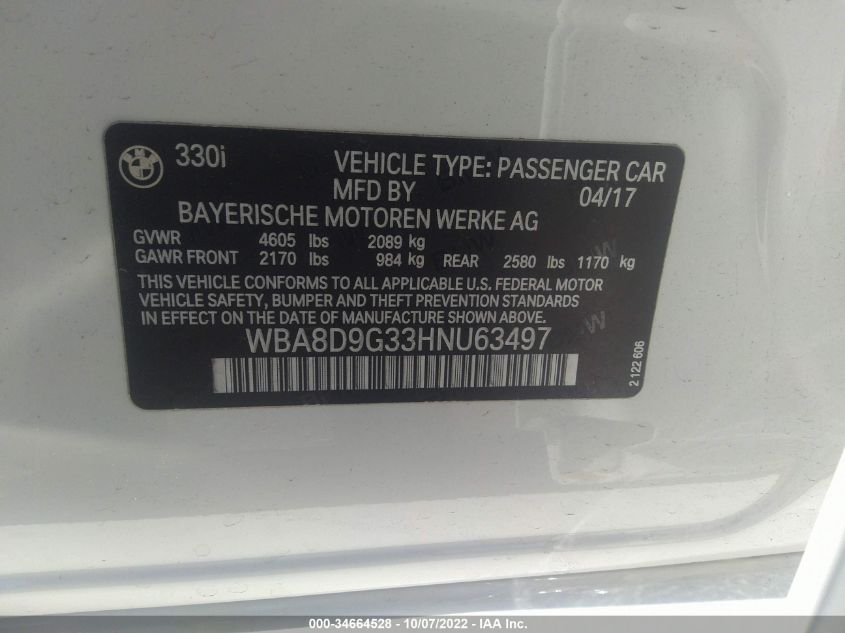 BMW
330i VEHICLE TYPE: PASSENGER CAR
MFD BY 04/17
BAYERISCHE MOTOREN WERKE AG
GVWR 4605 lbs 2089 kg
GAWR FRONT 2170 lbs 984 kg REAR 2580 lbs 1170 kg
THIS VEHICLE CONFORMS TO ALL APPLICABLE U.S. FEDERAL MOTOR
VEHICLE SAFETY, BUMPER AND THEFT PREVENTION STANDARDS
IN EFFECT ON THE DATE OF MANUFACTURE SHOWN ABOVE.
WBA8D9G33HNU63497
2 122 606
000-34664528 - 10/07/2022 - IAA Inc.